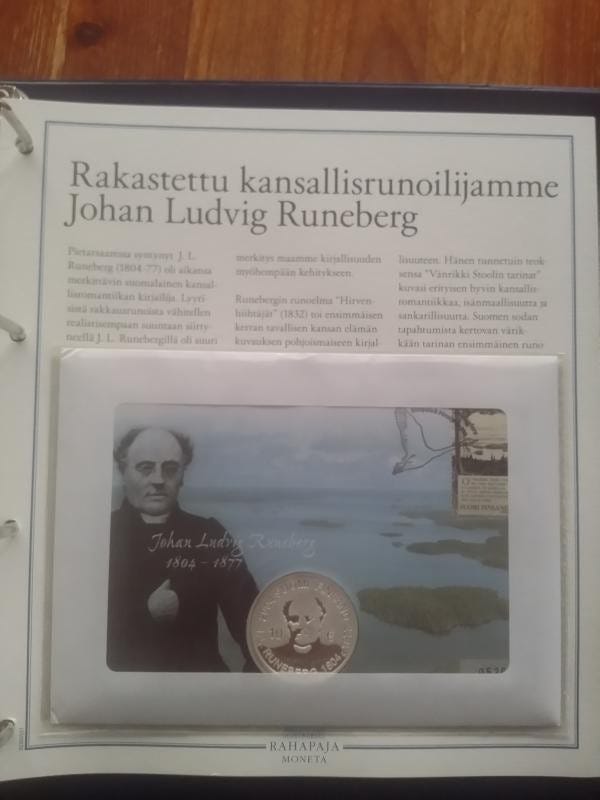 Rakastettu kansallisrunoilijamme
Johan Ludvig Runeberg
Pietarsaaressa syntynyt J. L.
Runeberg (1804-77) oli aikansa
merkittävin suomalainen kansal-
lisromantiikan kirjailija. Lyyri-
sistä rakkausrunoista vähitellen
realistisempaan suuntaan siirty-
neellä J. L. Runebergillä oli suuri
merkitys maamme kirjallisuuden
myöhempään kehitykseen.
Runebergin runoelma "Hirven-
hiihtäjät" (1832) toi ensimmäisen
kerran tavallisen kansan elämän
kuvauksen pohjoismaiseen kirjal-
lisuuteen. Hänen tunnetuin teok-
sensa "Vänrikki Stoolin tarinat"
kuvasi erityisen hyvin kansallis-
romantiikkaa, isänmaallisuutta ja
sankarillisuutta. Suomen sodan
tapahtumista kertovan värik-
kään tarinan ensimmäinen runo
Johan Ludvig Runeberg
1804 - 1877
SUOMI FINLAND
RUNEBERG 1804
RAHAPAJA
MONETA